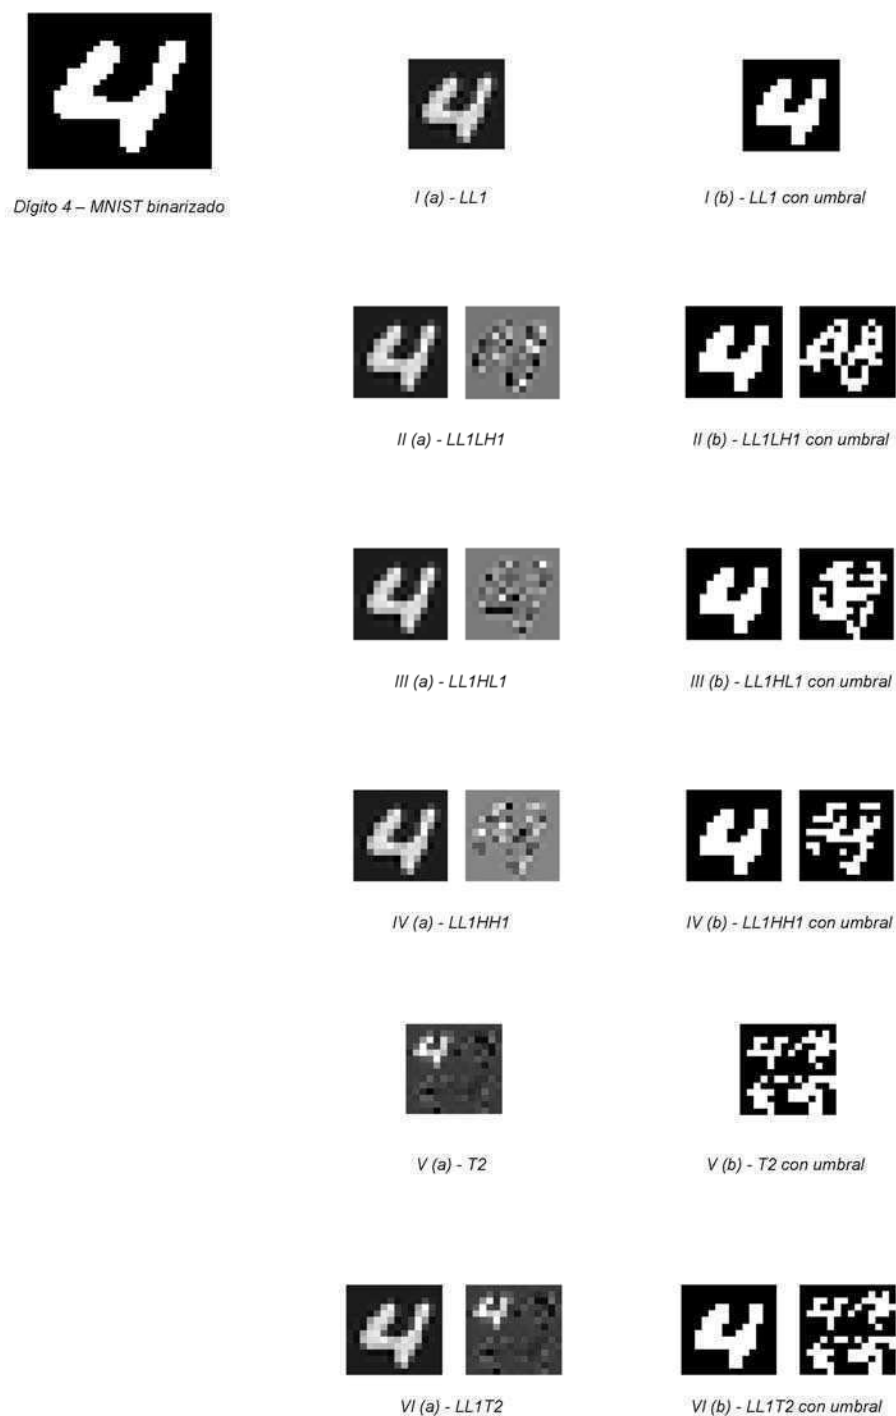 Dígito 4 – MNIST binarizado
I (a) - LL1
I (b) - LL1 con umbral
II (a) - LL1LH1
II (b) - LL1LH1 con umbral
III (a) - LL1HL1
III (b) - LL1HL1 con umbral
IV (a) - LL1HH1
IV (b) - LL1HH1 con umbral
V (a) - T2
V (b) - T2 con umbral
VI (a) - LL1T2
VI (b) - LL1T2 con umbral